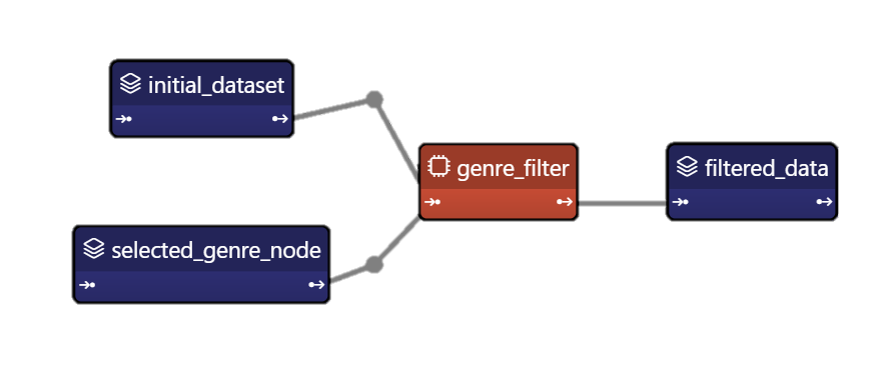 initial_dataset
genre_filter
filtered_data
selected_genre_node